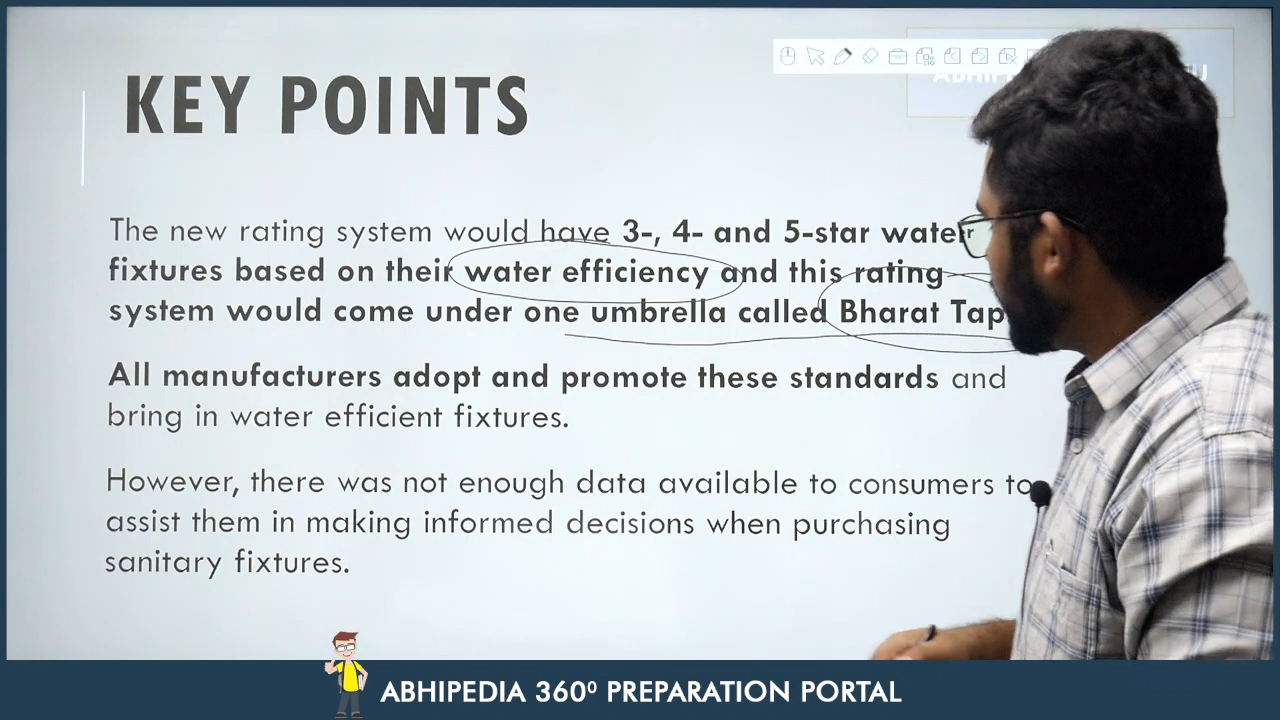 KEY POINTS
The new rating system would have 3-, 4- and 5-star water
fixtures based on their water efficiency and this rating
system would come under one umbrella called Bharat Tap
All manufacturers adopt and promote these standards and
bring in water efficient fixtures.
However, there was not enough data available to consumers to
assist them in making informed decisions when purchasing
sanitary fixtures.
ABHIPEDIA 360º PREPARATION PORTAL